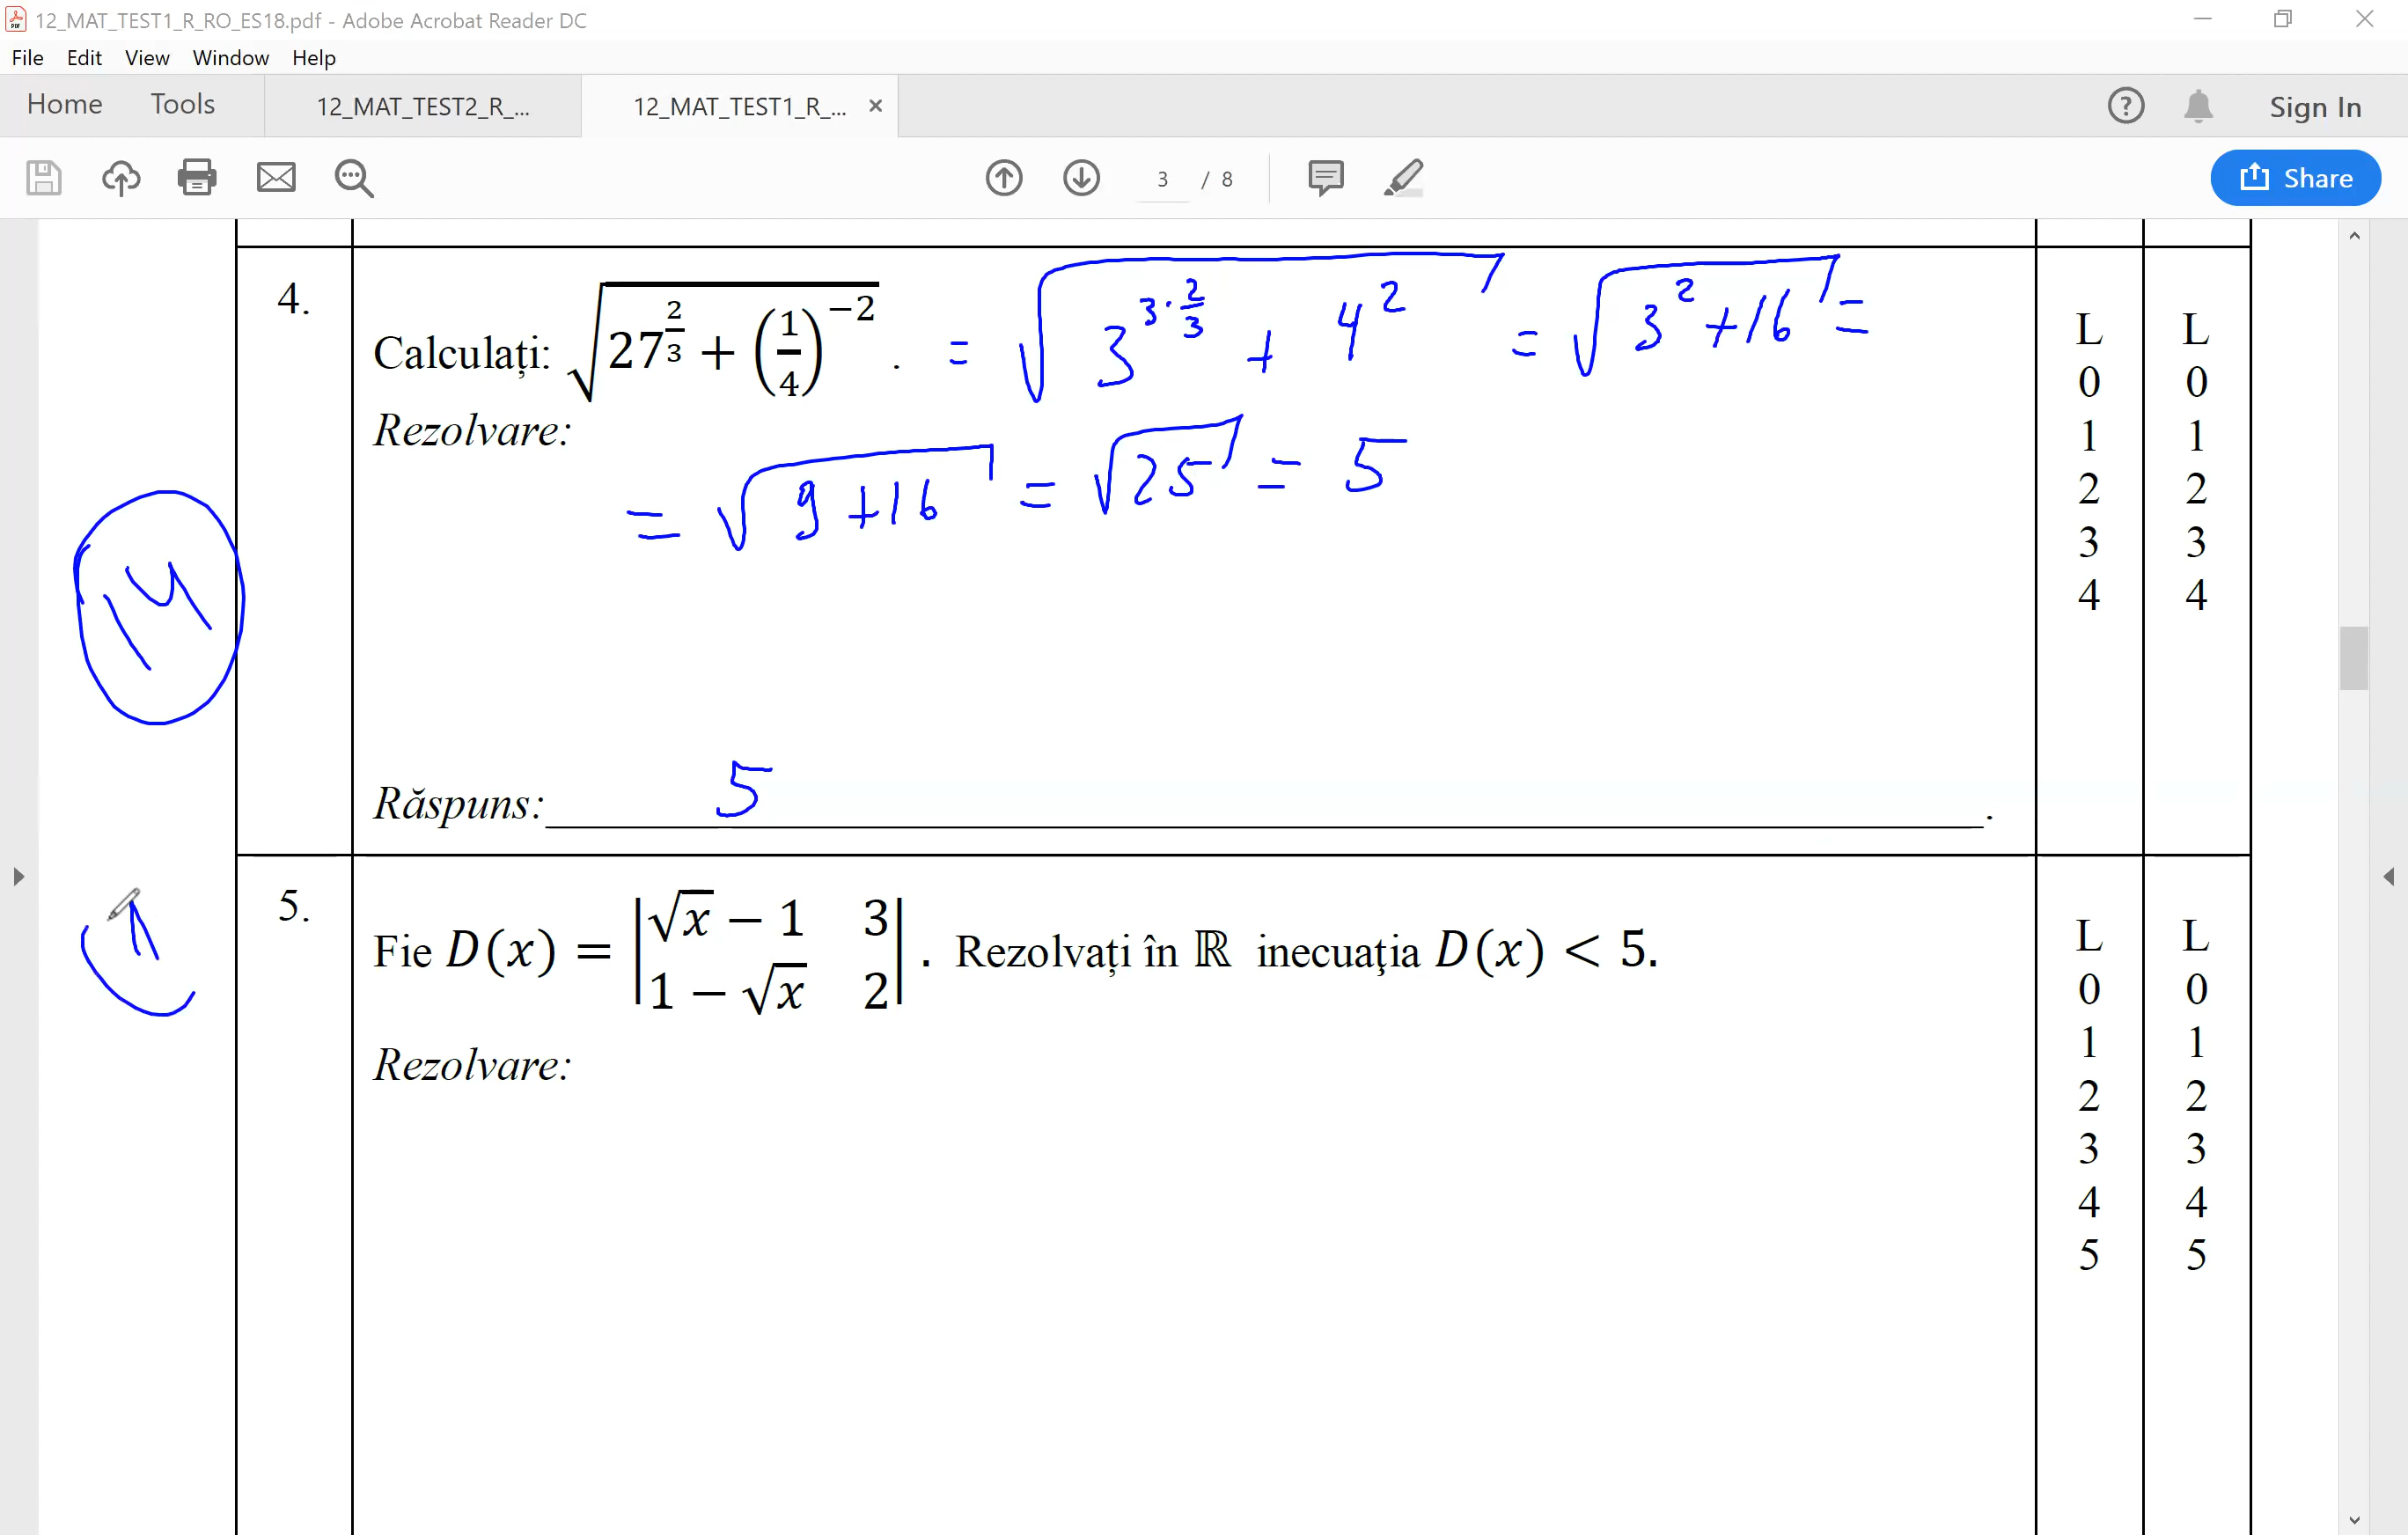 12_MAT_TEST1_R_RO_ES18.pdf - Adobe Acrobat Reader DC
File Edit View Window Help
Home Tools 12_MAT_TEST2_R_... 12_MAT_TEST1_R_... × ? Sign In
3 / 8 Share
4. Calculați: √(27^(2/3) + (1/4)^(−2)) . = √(3^(3·2/3) + 4^2) = √(3^2 + 16) =
Rezolvare:
= √(9 + 16) = √25 = 5
14
Răspuns: 5 .
L 0 1 2 3 4
L 0 1 2 3 4
5. Fie D(x) = |√x − 1 3|
|1 − √x 2| . Rezolvați în ℝ inecuaţia D(x) < 5.
1
Rezolvare:
L 0 1 2 3 4 5
L 0 1 2 3 4 5